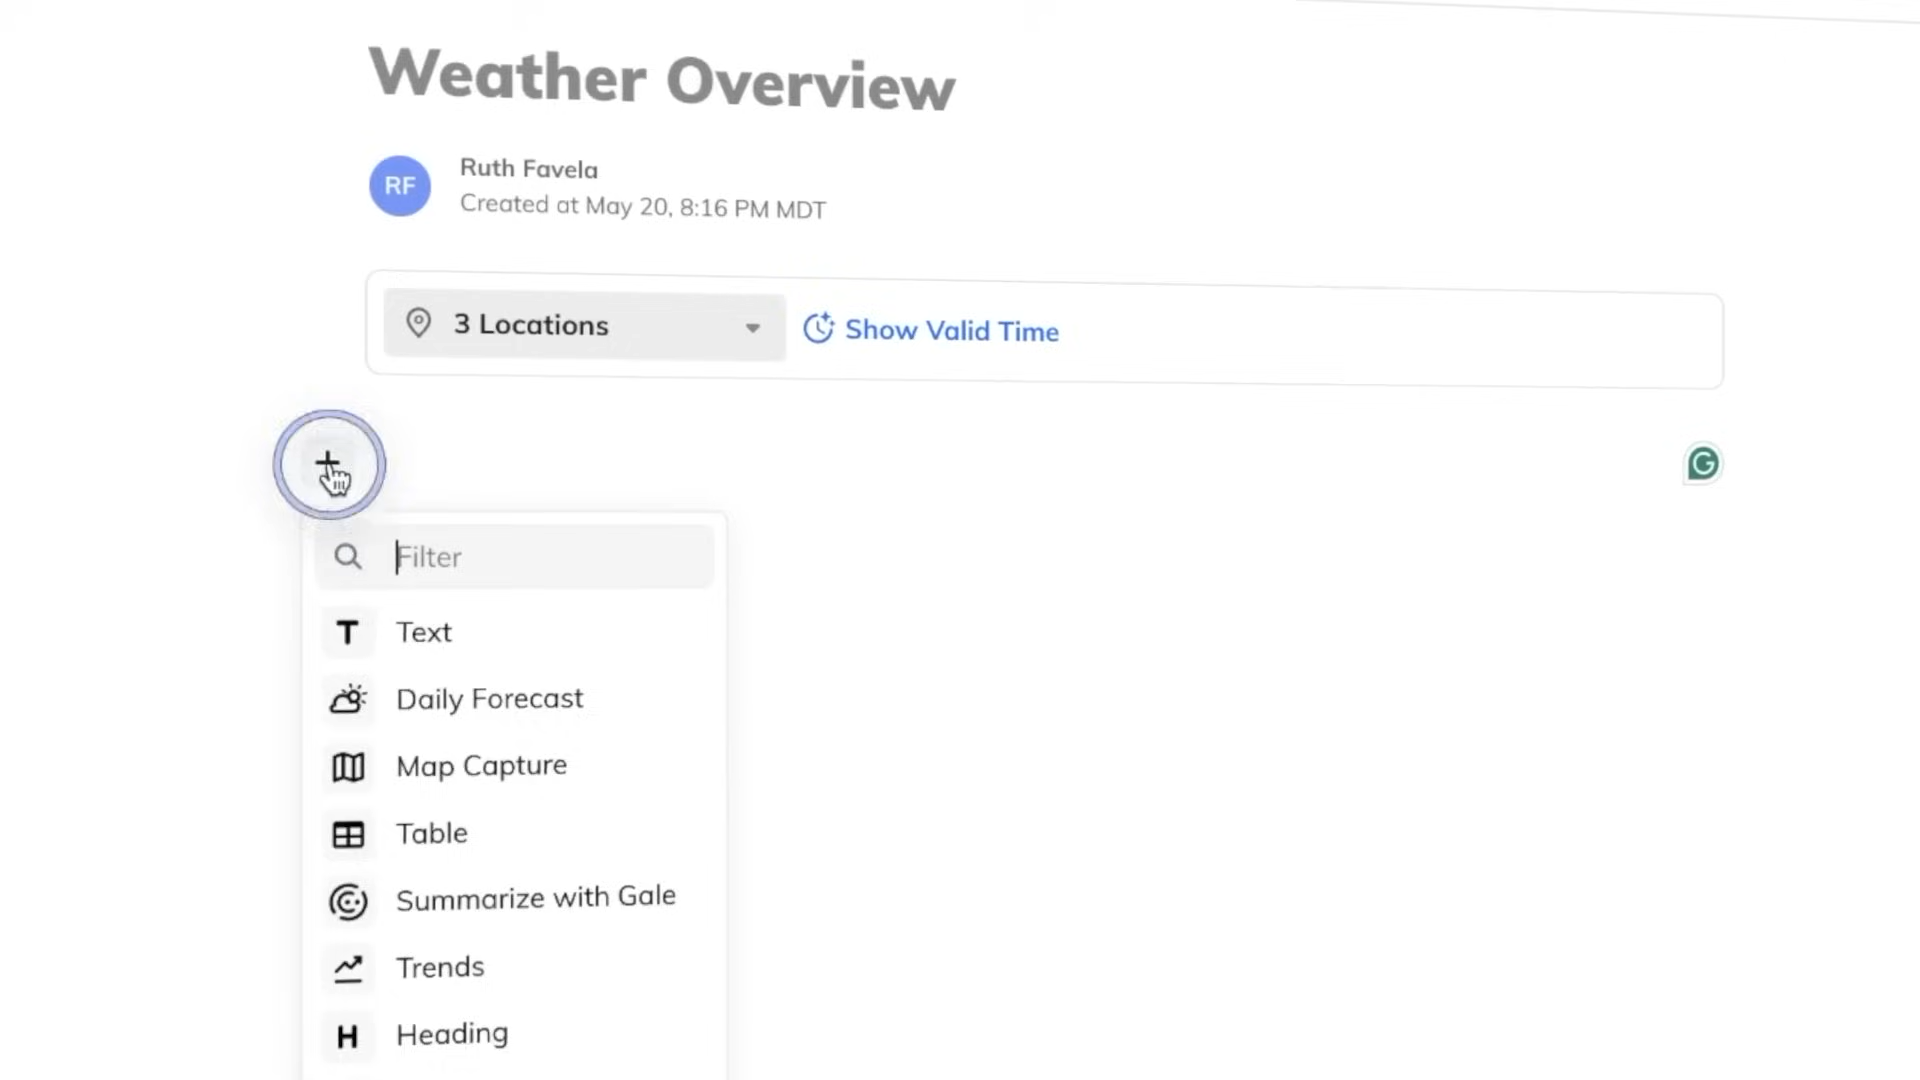 Weather Overview
RF
Ruth Favela
Created at May 20, 8:16 PM MDT
3 Locations
Show Valid Time
Filter
T Text
Daily Forecast
Map Capture
Table
Summarize with Gale
Trends
H Heading